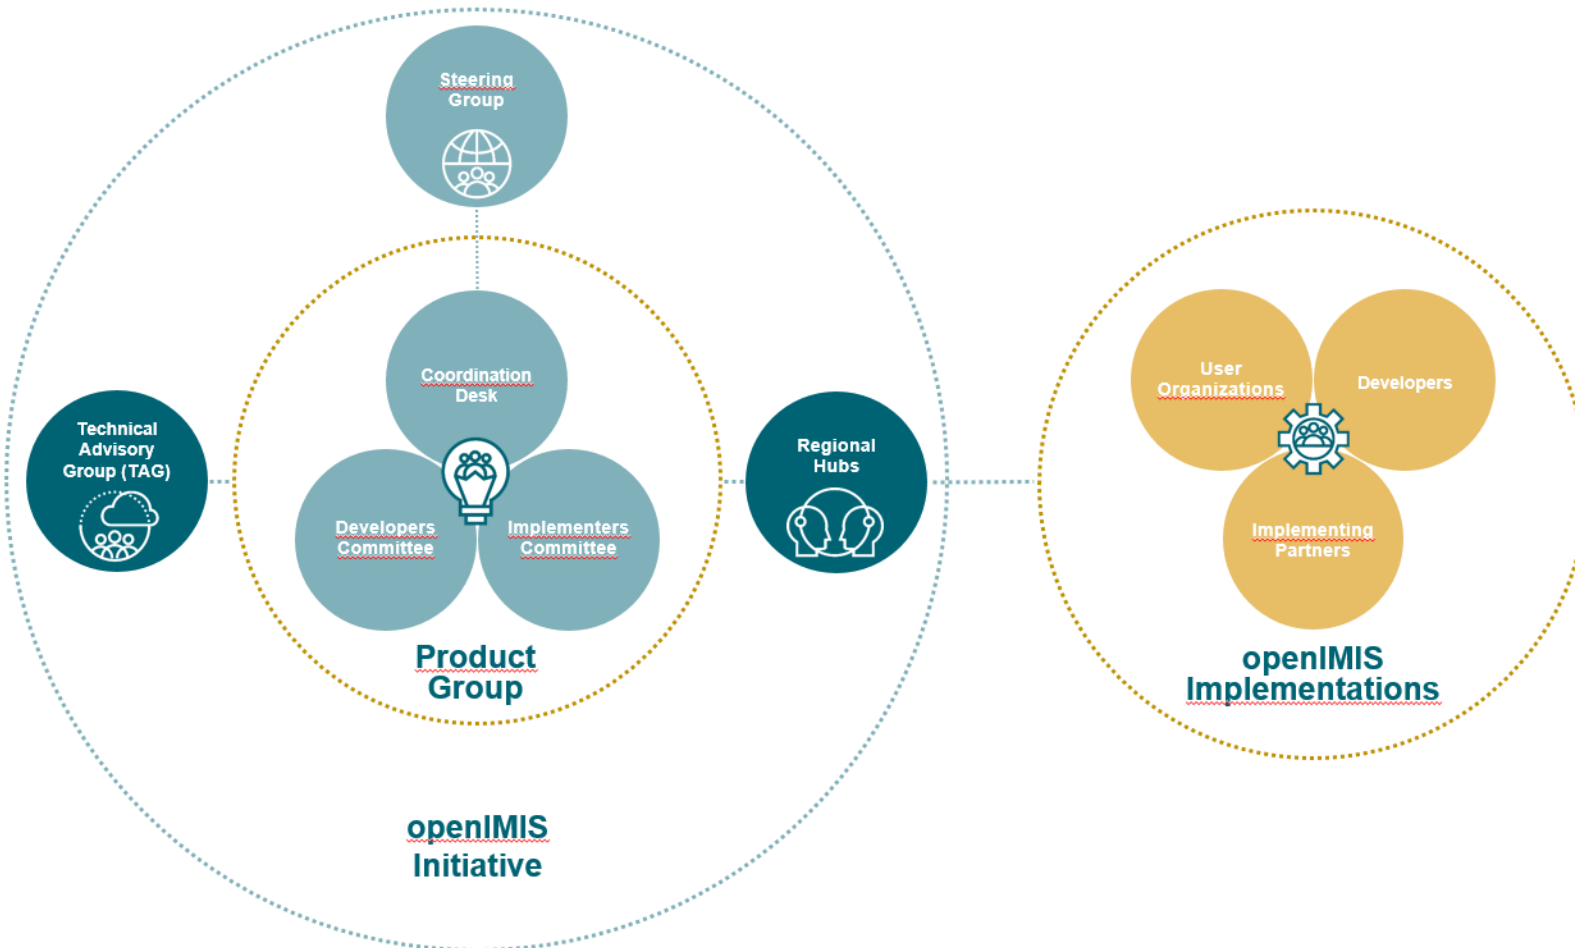 Steering
Group
Coordination
Desk
Technical
Advisory
Group (TAG)
Regional
Hubs
Developers
Committee
Implementers
Committee
Product
Group
openIMIS
Initiative
User
Organizations
Developers
Implementing
Partners
openIMIS
Implementations